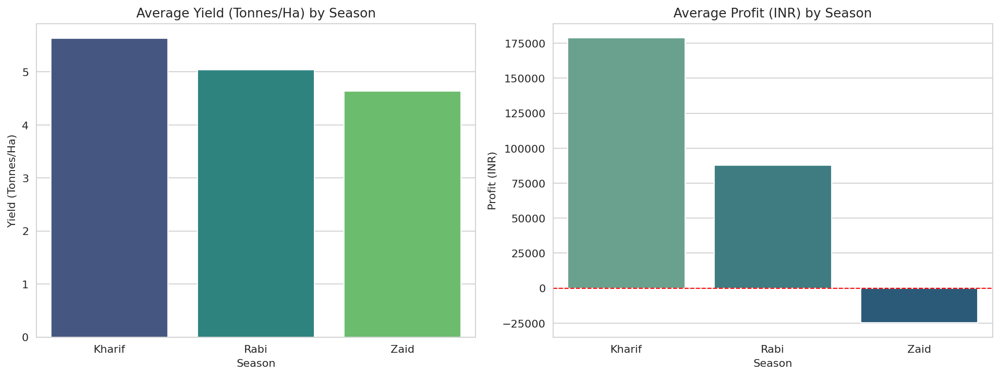 Average Yield (Tonnes/Ha) by Season
Yield (Tonnes/Ha)
5
4
3
2
1
0
Kharif
Rabi
Zaid
Season
Average Profit (INR) by Season
Profit (INR)
175000
150000
125000
100000
75000
50000
25000
0
−25000
Kharif
Rabi
Zaid
Season